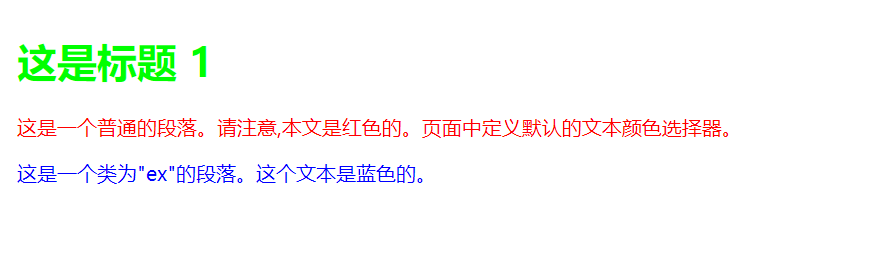 这是标题 1
这是一个普通的段落。请注意,本文是红色的。页面中定义默认的文本颜色选择器。
这是一个类为"ex"的段落。这个文本是蓝色的。